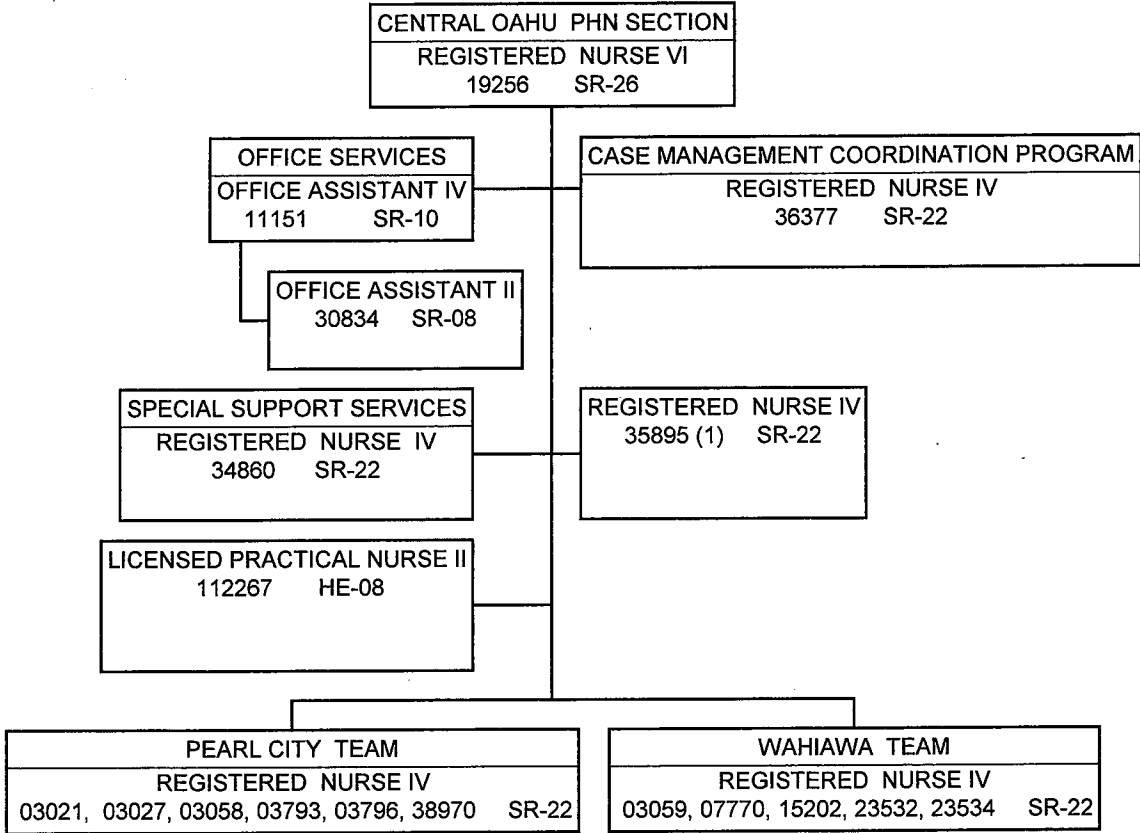 CENTRAL OAHU PHN SECTION
REGISTERED NURSE VI
19256 SR-26
OFFICE SERVICES
OFFICE ASSISTANT IV
11151 SR-10
CASE MANAGEMENT COORDINATION PROGRAM
REGISTERED NURSE IV
36377 SR-22
OFFICE ASSISTANT II
30834 SR-08
SPECIAL SUPPORT SERVICES
REGISTERED NURSE IV
34860 SR-22
REGISTERED NURSE IV
35895 (1) SR-22
LICENSED PRACTICAL NURSE II
112267 HE-08
PEARL CITY TEAM
REGISTERED NURSE IV
03021, 03027, 03058, 03793, 03796, 38970 SR-22
WAHIAWA TEAM
REGISTERED NURSE IV
03059, 07770, 15202, 23532, 23534 SR-22